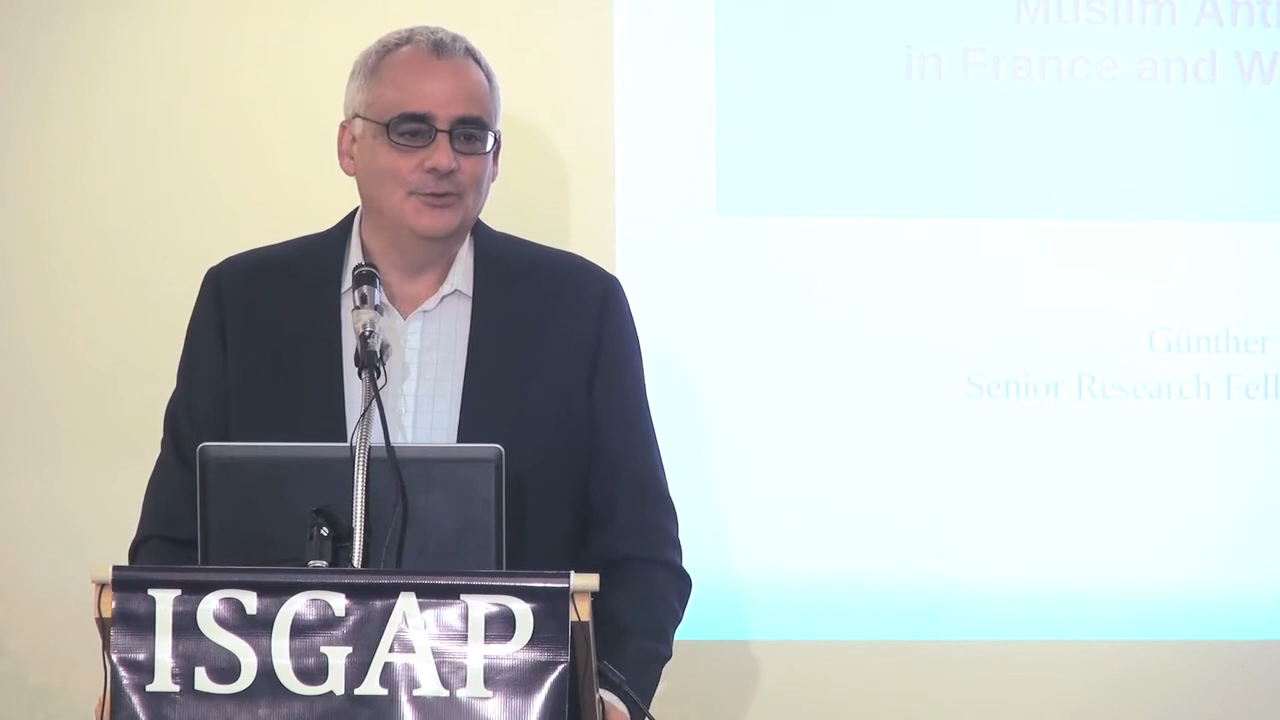 Muslim Ant
in France and W
Günther
Senior Research Fell
ISGAP